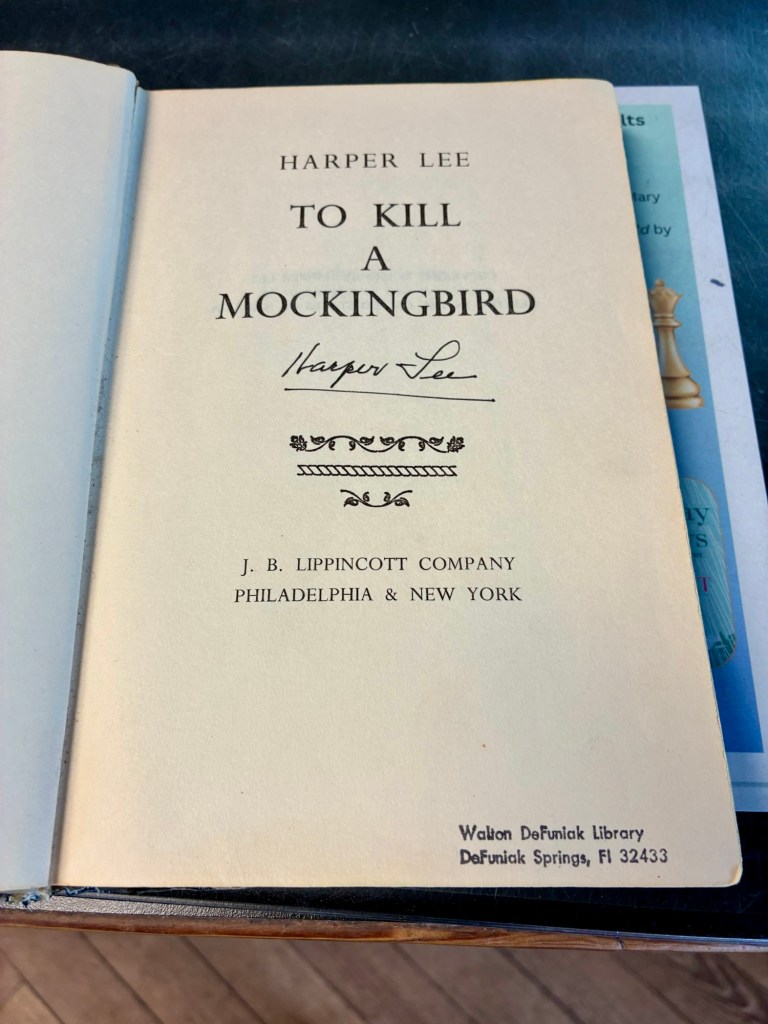 HARPER LEE
TO KILL
A
MOCKINGBIRD
Harper Lee
J. B. LIPPINCOTT COMPANY
PHILADELPHIA & NEW YORK
Walton DeFuniak Library
DeFuniak Springs, Fl 32433
by